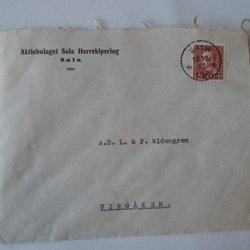 Aktiebolaget Sala Herrekipering
Sala
A.B. L. & P. Widengren
VINGÅKER.